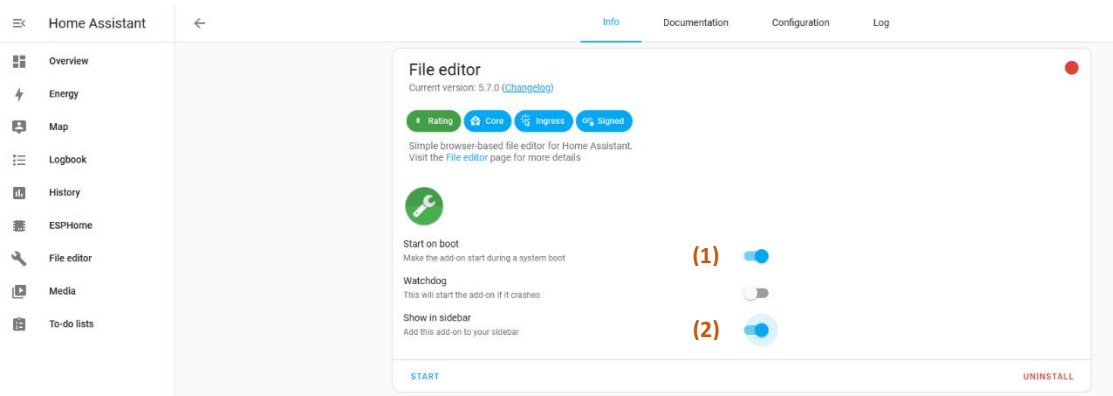 Home Assistant
Info
Documentation
Configuration
Log
Overview
Energy
Map
Logbook
History
ESPHome
File editor
Media
To-do lists
File editor
Current version: 5.7.0 (Changelog)
Rating
Core
Ingress
Signed
Simple browser-based file editor for Home Assistant.
Visit the File editor page for more details
Start on boot
Make the add-on start during a system boot
(1)
Watchdog
This will start the add-on if it crashes
Show in sidebar
Add this add-on to your sidebar
(2)
START
UNINSTALL